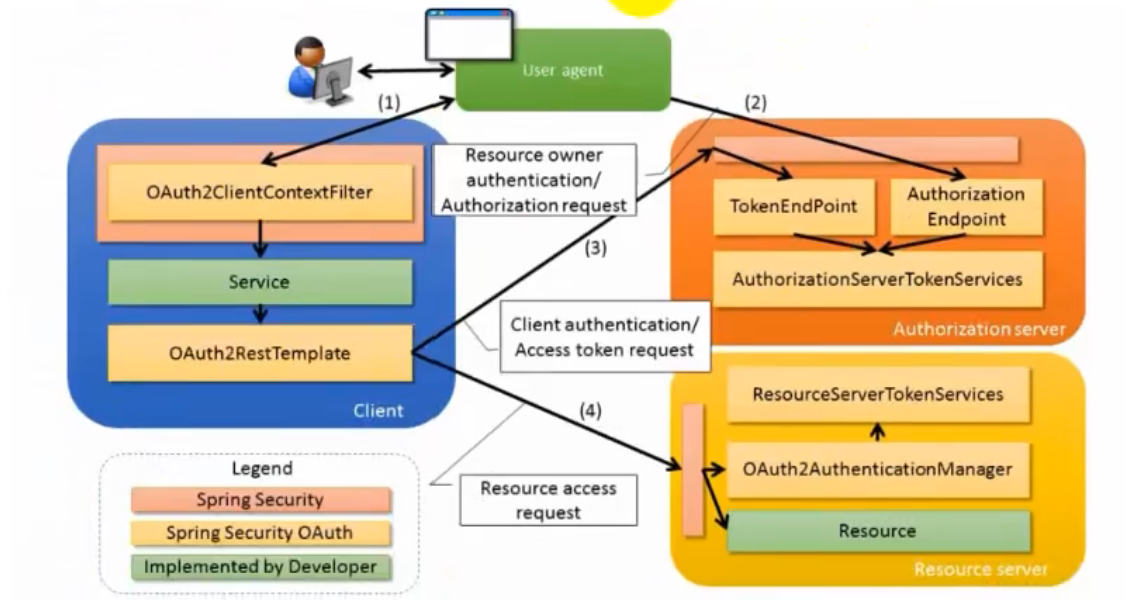 User agent
(1)
(2)
OAuth2ClientContextFilter
Service
OAuth2RestTemplate
Client
Resource owner
authentication/
Authorization request
(3)
Client authentication/
Access token request
(4)
Resource access
request
TokenEndPoint
Authorization
Endpoint
AuthorizationServerTokenServices
Authorization server
ResourceServerTokenServices
OAuth2AuthenticationManager
Resource
Resource server
Legend
Spring Security
Spring Security OAuth
Implemented by Developer